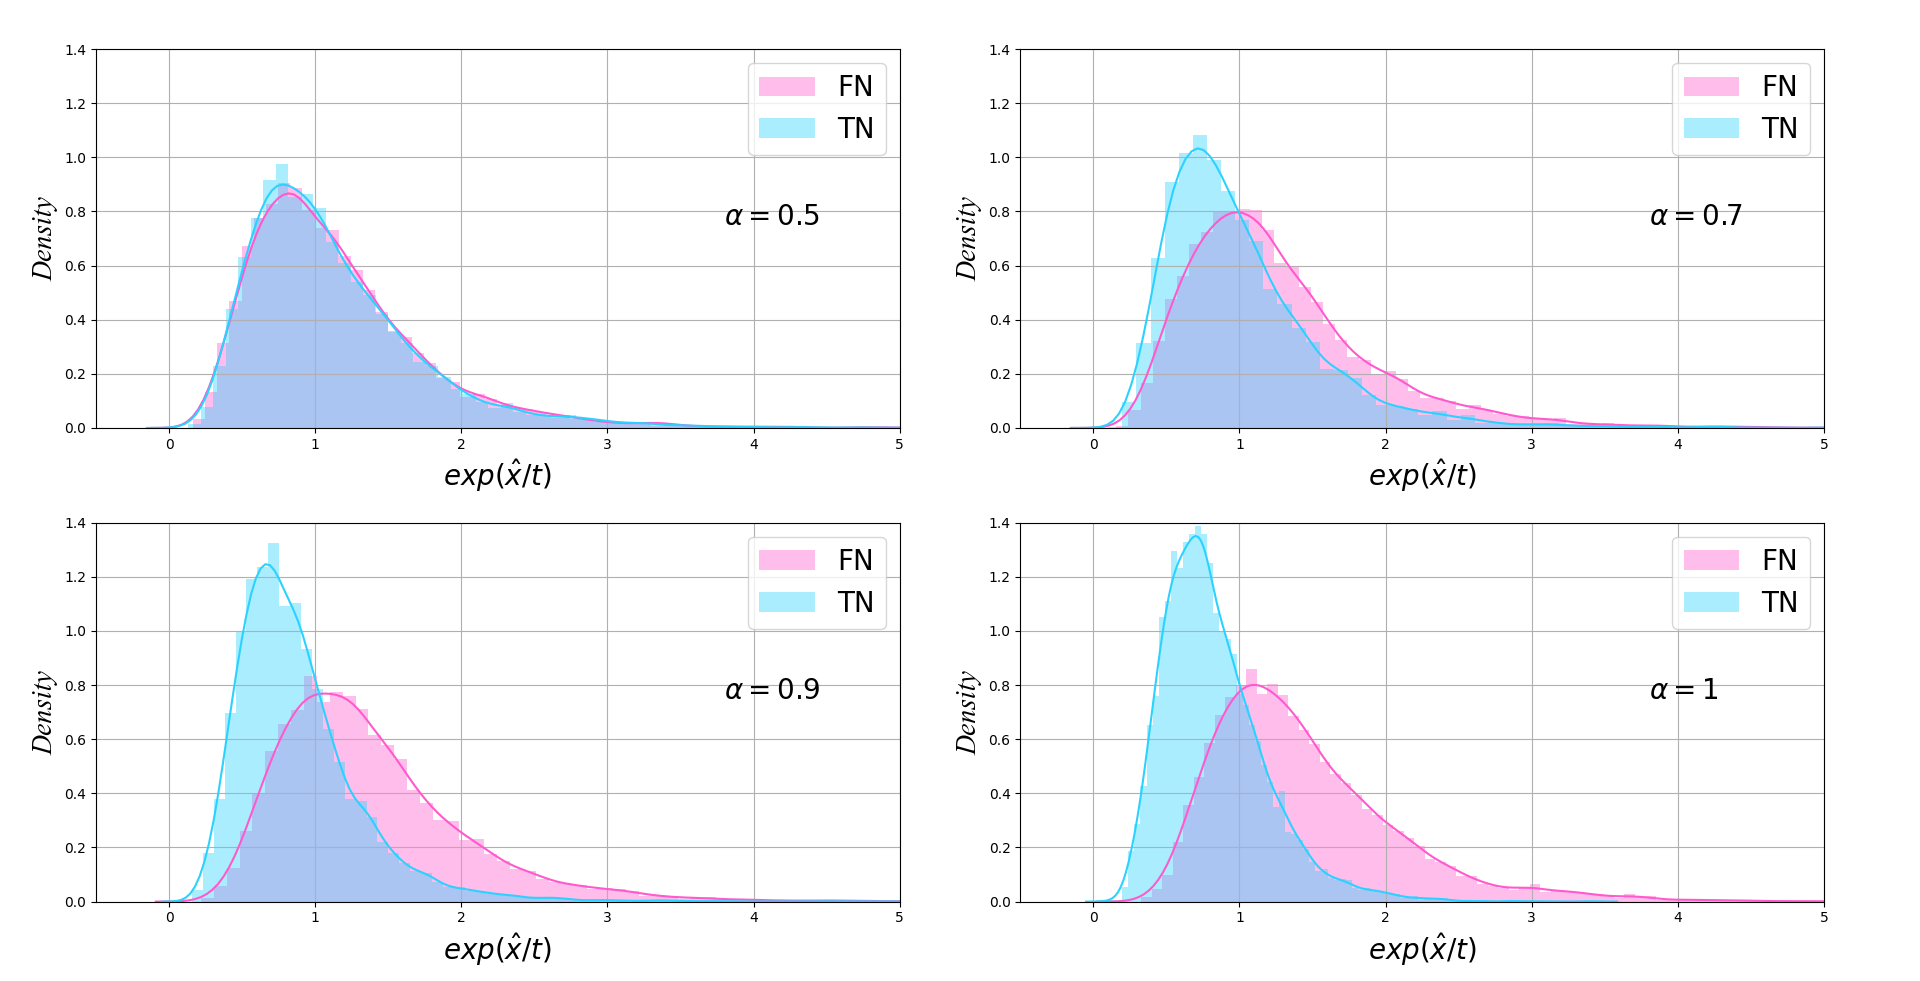 1.4
1.2
1.0
0.8
0.6
0.4
0.2
0.0
Density
FN
TN
α = 0.5
0 1 2 3 4 5
exp(x̂/t)
1.4
1.2
1.0
0.8
0.6
0.4
0.2
0.0
Density
FN
TN
α = 0.7
0 1 2 3 4 5
exp(x̂/t)
1.4
1.2
1.0
0.8
0.6
0.4
0.2
0.0
Density
FN
TN
α = 0.9
0 1 2 3 4 5
exp(x̂/t)
1.4
1.2
1.0
0.8
0.6
0.4
0.2
0.0
Density
FN
TN
α = 1
0 1 2 3 4 5
exp(x̂/t)